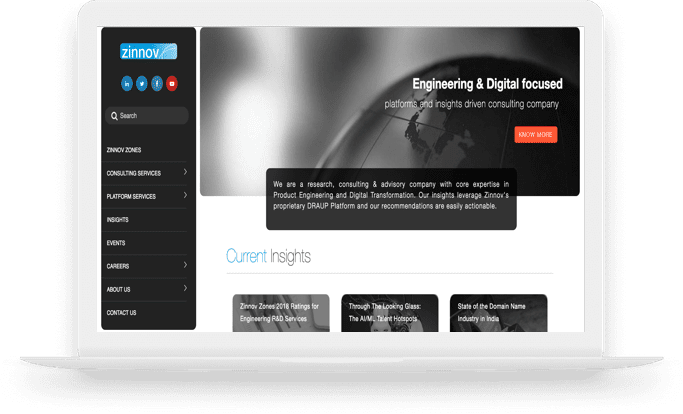 zinnov
Search
ZINNOV ZONES
CONSULTING SERVICES
PLATFORM SERVICES
INSIGHTS
EVENTS
CAREERS
ABOUT US
CONTACT US
Engineering & Digital focused
platforms and insights driven consulting company
KNOW MORE
We are a research, consulting & advisory company with core expertise in
Product Engineering and Digital Transformation. Our insights leverage Zinnov's
proprietary DRAUP Platform and our recommendations are easily actionable.
Current Insights
Zinnov Zones 2018 Ratings for
Engineering R&D Services
Through The Looking Glass:
The AI/ML Talent Hotspots
State of the Domain Name
Industry in India